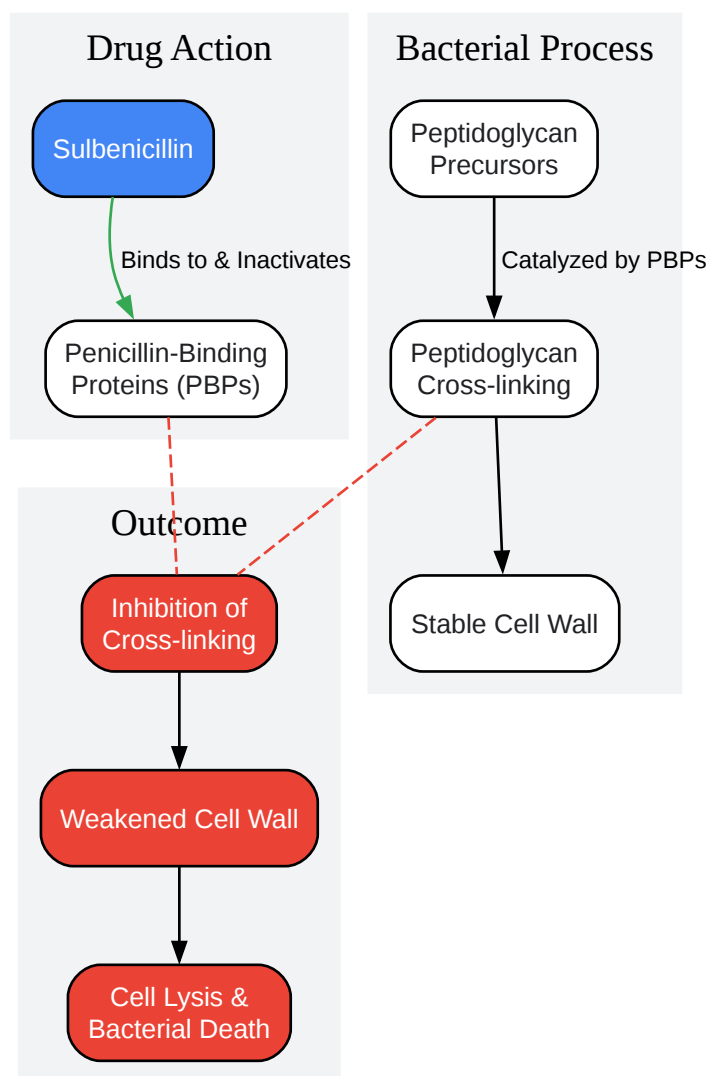 Drug Action
Sulbenicillin
Binds to & Inactivates
Penicillin-Binding
Proteins (PBPs)
Bacterial Process
Peptidoglycan
Precursors
Catalyzed by PBPs
Peptidoglycan
Cross-linking
Stable Cell Wall
Outcome
Inhibition of
Cross-linking
Weakened Cell Wall
Cell Lysis &
Bacterial Death